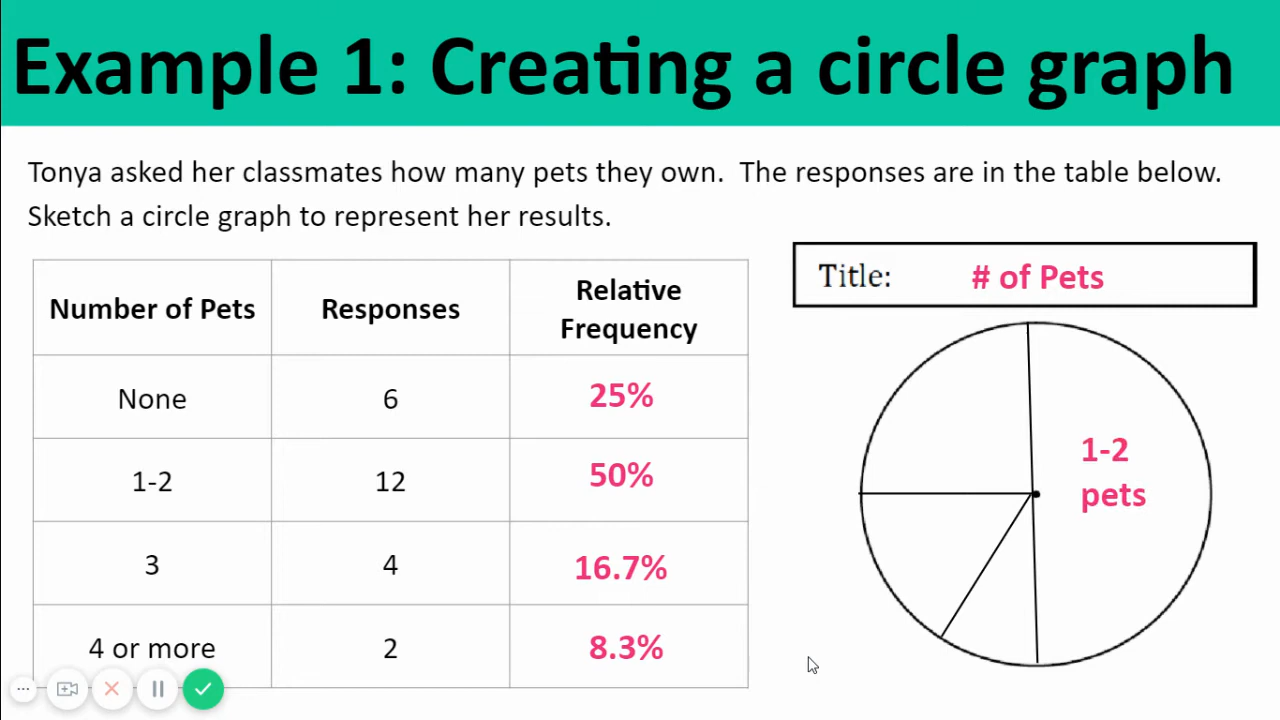 Example 1: Creating a circle graph
Tonya asked her classmates how many pets they own. The responses are in the table below.
Sketch a circle graph to represent her results.
Number of Pets Responses Relative
Frequency
None 6 25%
1-2 12 50%
3 4 16.7%
4 or more 2 8.3%
Title: # of Pets
1-2
pets